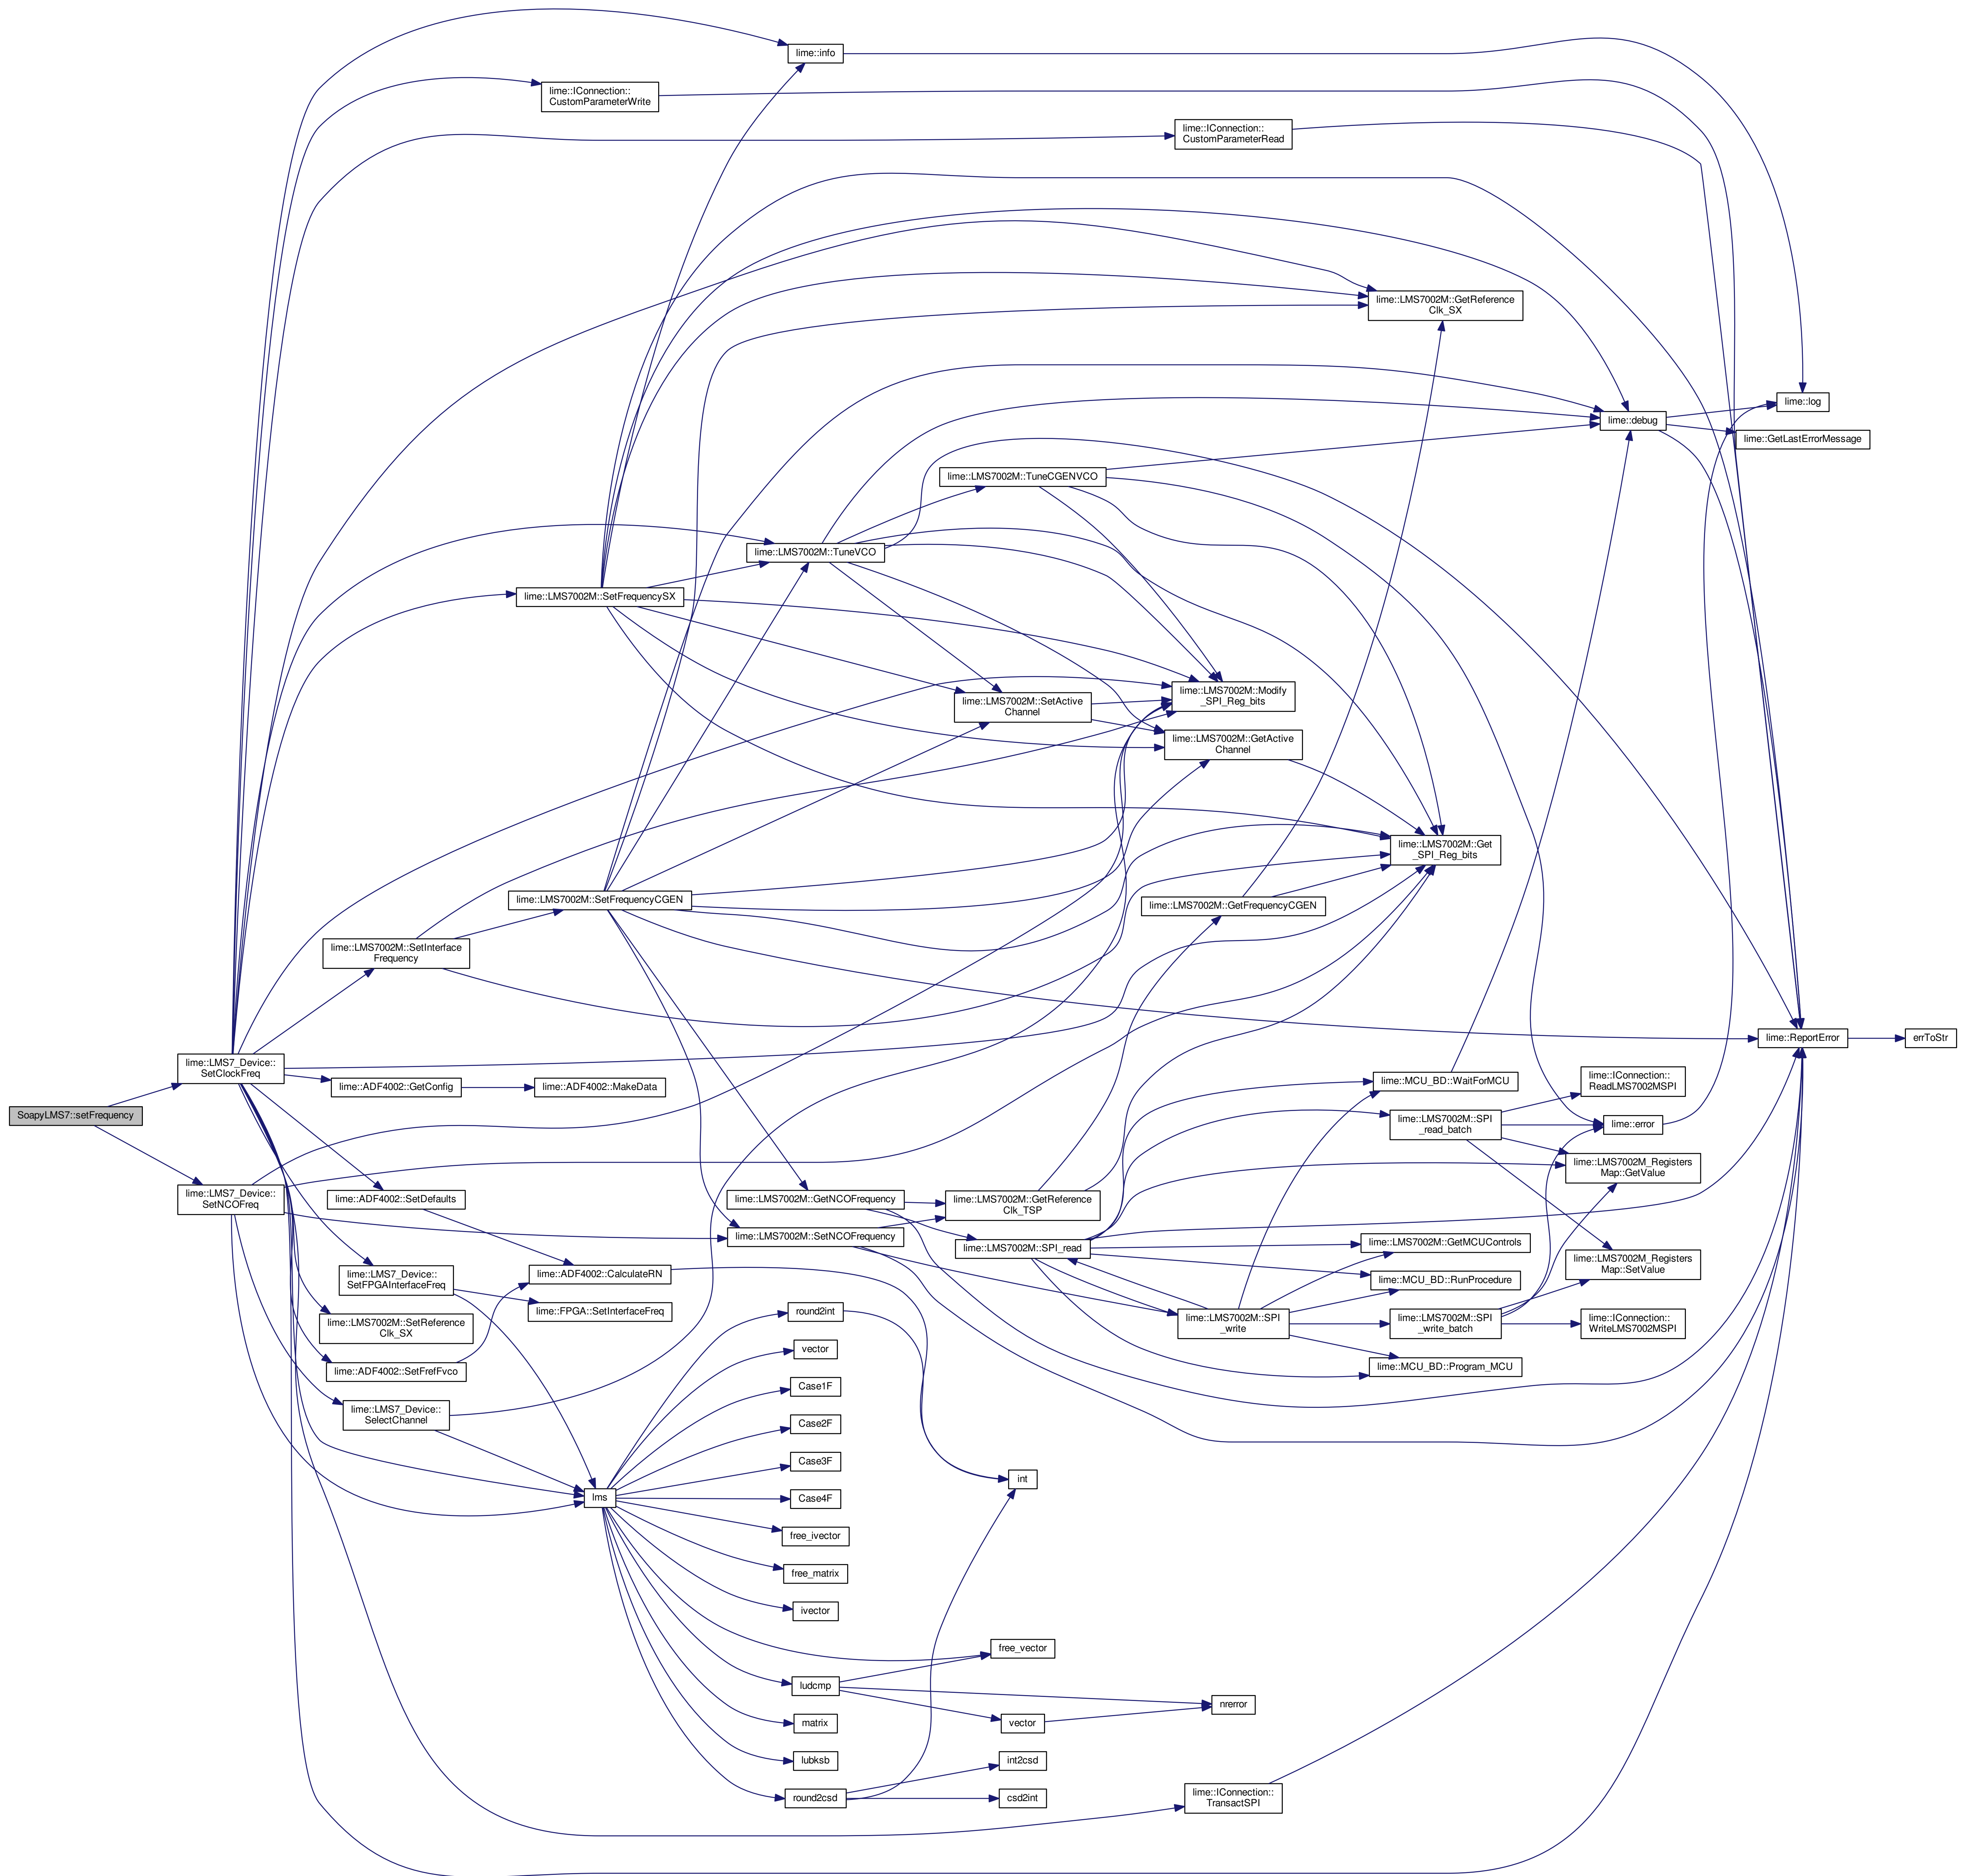 lime::info
lime::IConnection::
CustomParameterWrite
lime::IConnection::
CustomParameterRead
lime::LMS7002M::GetReference
Clk_SX
lime::log
lime::debug
lime::GetLastErrorMessage
lime::LMS7002M::TuneCGENVCO
lime::LMS7002M::TuneVCO
lime::LMS7002M::SetFrequencySX
lime::LMS7002M::Modify
_SPI_Reg_bits
lime::LMS7002M::SetActive
Channel
lime::LMS7002M::GetActive
Channel
lime::LMS7002M::Get
_SPI_Reg_bits
lime::LMS7002M::SetFrequencyCGEN
lime::LMS7002M::GetFrequencyCGEN
lime::LMS7002M::SetInterface
Frequency
lime::ReportError
errToStr
lime::LMS7_Device::
SetClockFreq
lime::ADF4002::GetConfig
lime::ADF4002::MakeData
lime::MCU_BD::WaitForMCU
lime::IConnection::
ReadLMS7002MSPI
SoapyLMS7::setFrequency
lime::LMS7002M::SPI
_read_batch
lime::error
lime::LMS7002M_Registers
Map::GetValue
lime::LMS7_Device::
SetNCOFreq
lime::ADF4002::SetDefaults
lime::LMS7002M::GetNCOFrequency
lime::LMS7002M::GetReference
Clk_TSP
lime::LMS7002M::SetNCOFrequency
lime::LMS7002M::SPI_read
lime::LMS7002M::GetMCUControls
lime::LMS7002M_Registers
Map::SetValue
lime::LMS7_Device::
SetFPGAInterfaceFreq
lime::ADF4002::CalculateRN
lime::MCU_BD::RunProcedure
lime::FPGA::SetInterfaceFreq
round2int
lime::LMS7002M::SetReference
Clk_SX
lime::LMS7002M::SPI
_write
lime::LMS7002M::SPI
_write_batch
lime::IConnection::
WriteLMS7002MSPI
vector
lime::ADF4002::SetFrefFvco
lime::MCU_BD::Program_MCU
Case1F
lime::LMS7_Device::
SelectChannel
Case2F
Case3F
int
lms
Case4F
free_ivector
free_matrix
ivector
free_vector
ludcmp
nrerror
matrix
vector
lubksb
int2csd
round2csd
csd2int
lime::IConnection::
TransactSPI